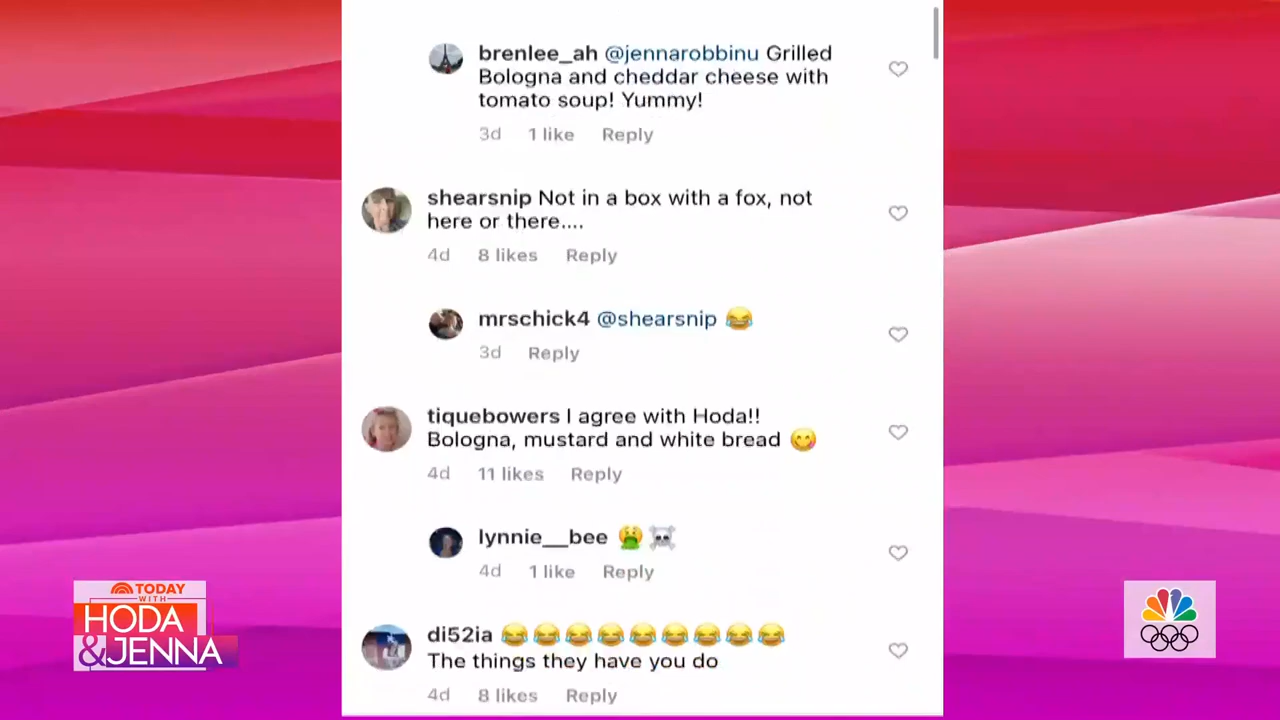 brenlee_ah @jennarobbinu Grilled
Bologna and cheddar cheese with
tomato soup! Yummy!
3d 1 like Reply
shearsnip Not in a box with a fox, not
here or there....
4d 8 likes Reply
mrschick4 @shearsnip 😂
3d Reply
tiquebowers I agree with Hoda!!
Bologna, mustard and white bread 😋
4d 11 likes Reply
lynnie__bee 🤮☠️
4d 1 like Reply
di52ia 😂😂😂😂😂😂😂😂😂
The things they have you do
4d 8 likes Reply
TODAY
WITH
HODA
&JENNA